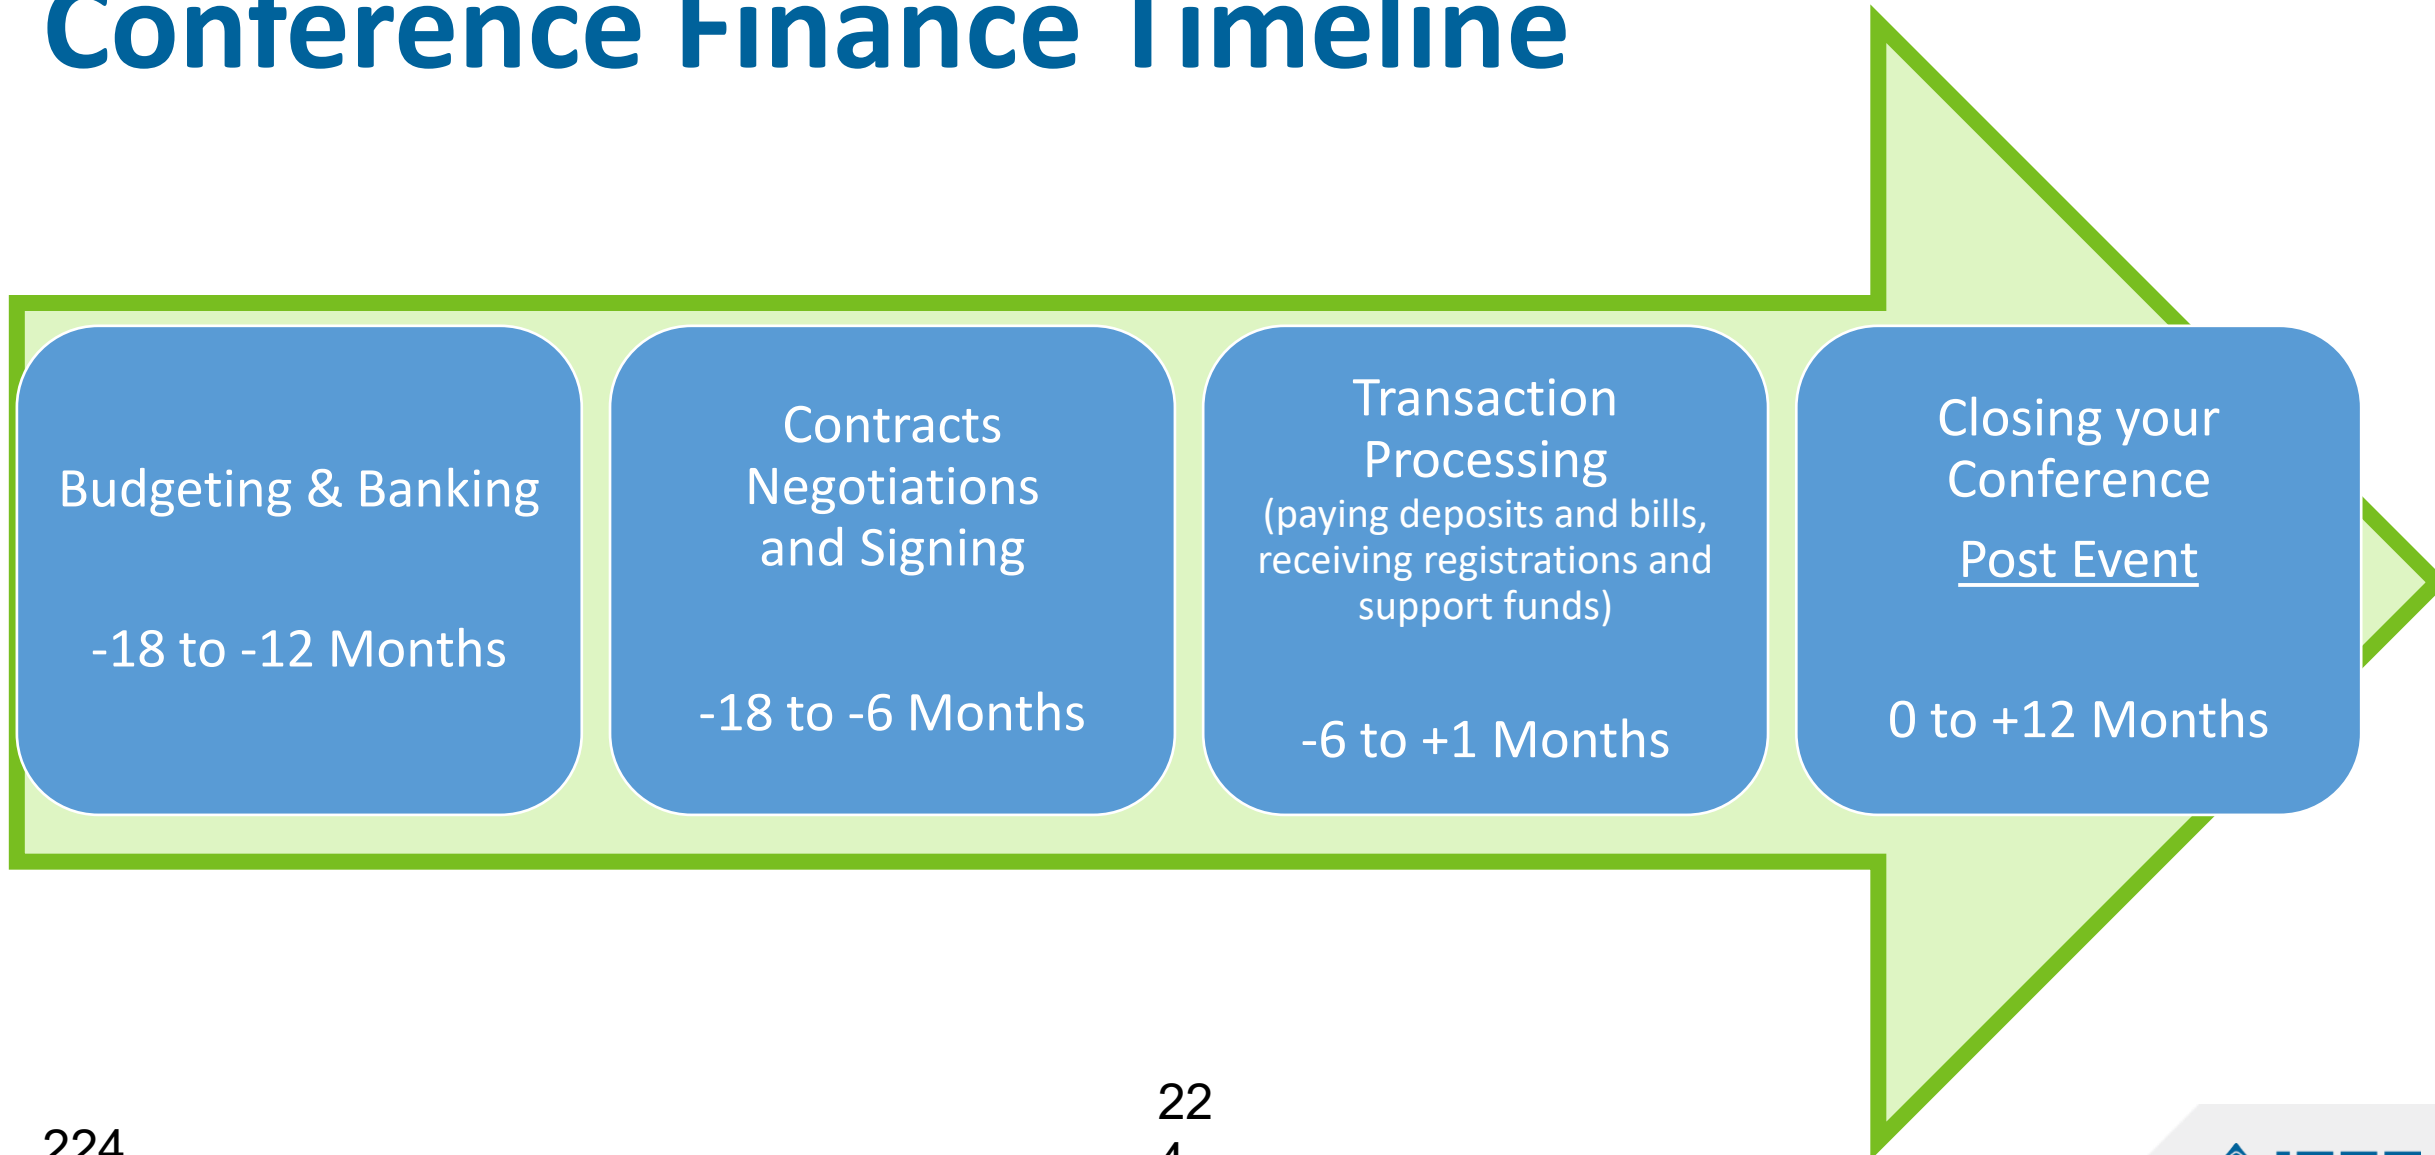 Conference Finance Timeline
Budgeting & Banking
-18 to -12 Months
Contracts
Negotiations
and Signing
-18 to -6 Months
Transaction
Processing
(paying deposits and bills,
receiving registrations and
support funds)
-6 to +1 Months
Closing your
Conference
Post Event
0 to +12 Months
22
4
224